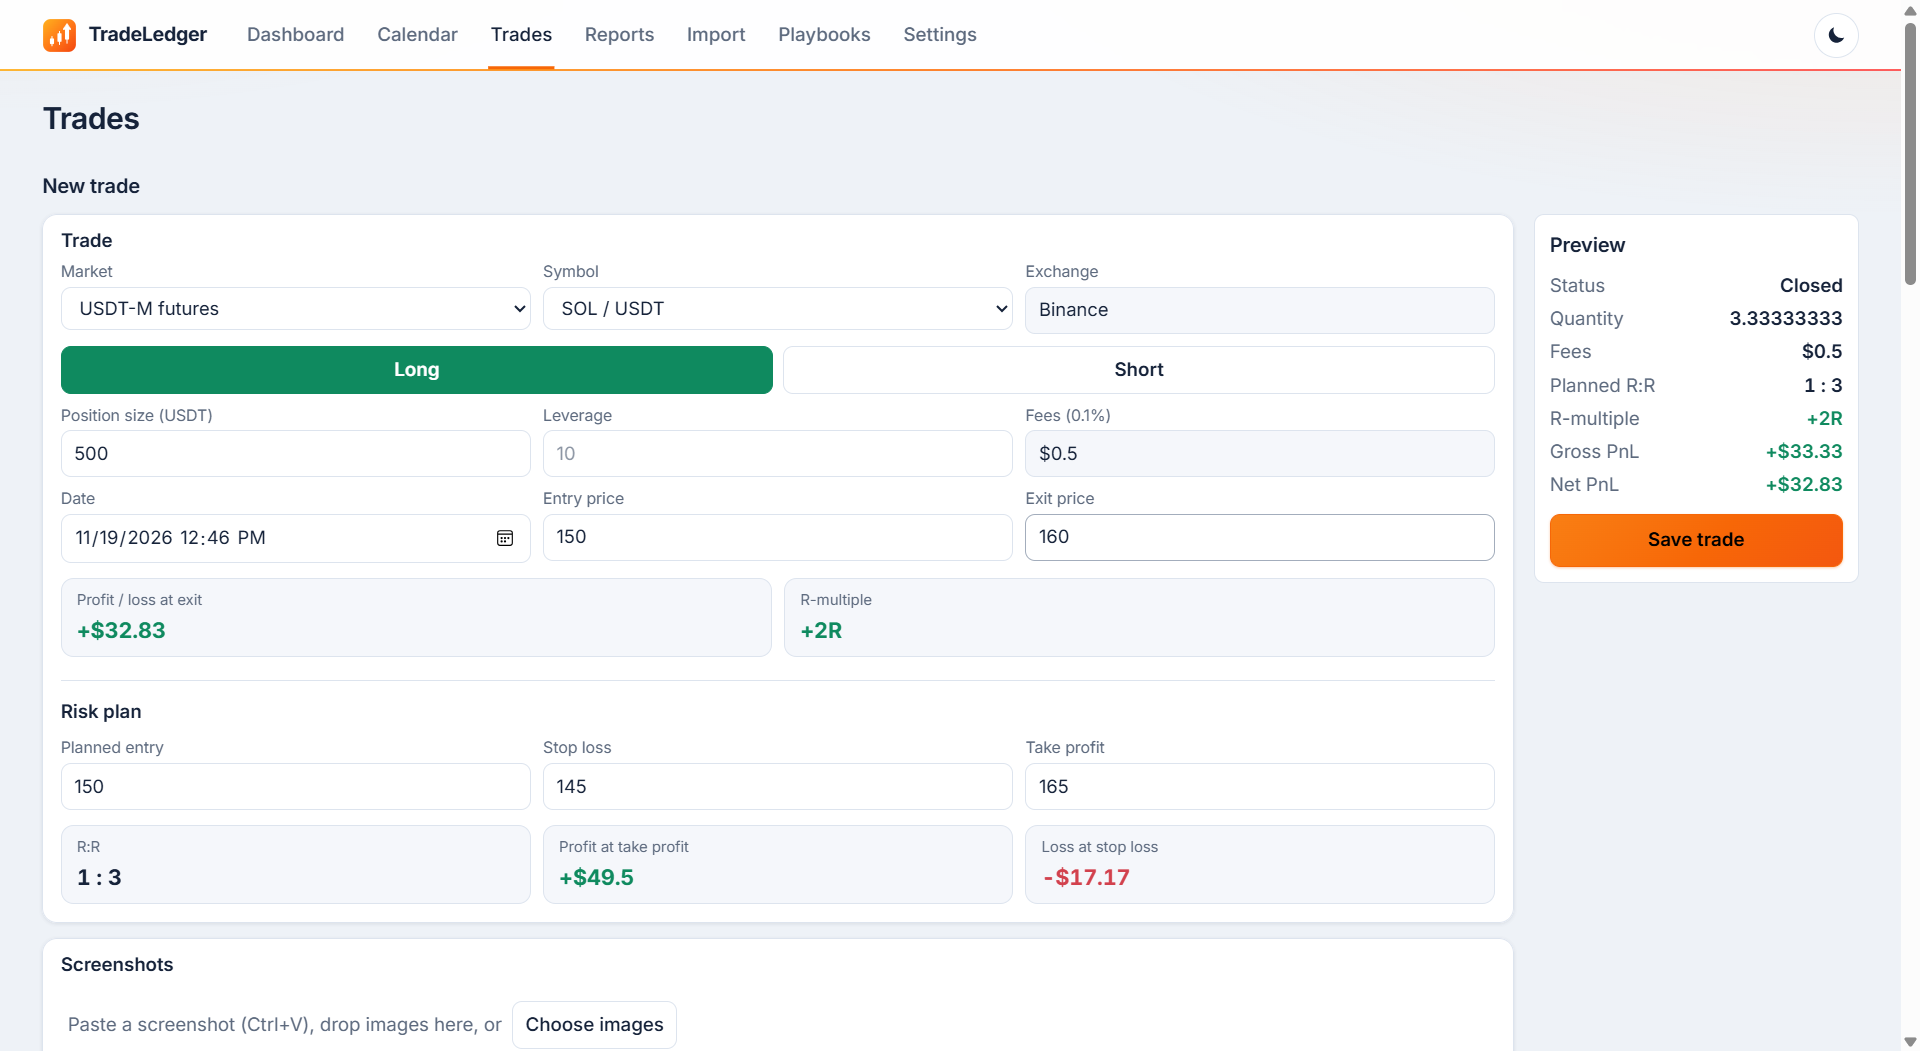 TradeLedger Dashboard Calendar Trades Reports Import Playbooks Settings
Trades
New trade
Trade
Market Symbol Exchange
USDT-M futures SOL / USDT Binance
Long Short
Position size (USDT) Leverage Fees (0.1%)
500 10 $0.5
Date Entry price Exit price
11/19/2026 12:46 PM 150 160
Profit / loss at exit R-multiple
+$32.83 +2R
Risk plan
Planned entry Stop loss Take profit
150 145 165
R:R Profit at take profit Loss at stop loss
1 : 3 +$49.5 -$17.17
Screenshots
Paste a screenshot (Ctrl+V), drop images here, or Choose images
Preview
Status Closed
Quantity 3.33333333
Fees $0.5
Planned R:R 1 : 3
R-multiple +2R
Gross PnL +$33.33
Net PnL +$32.83
Save trade